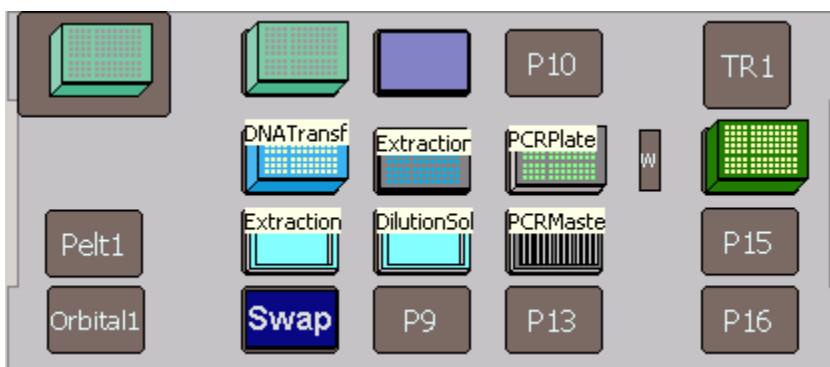 P10
TR1
DNATransf
Extraction
PCRPlate
W
Extraction
DilutionSol
PCRMaste
Pelt1
P15
Orbital1
Swap
P9
P13
P16